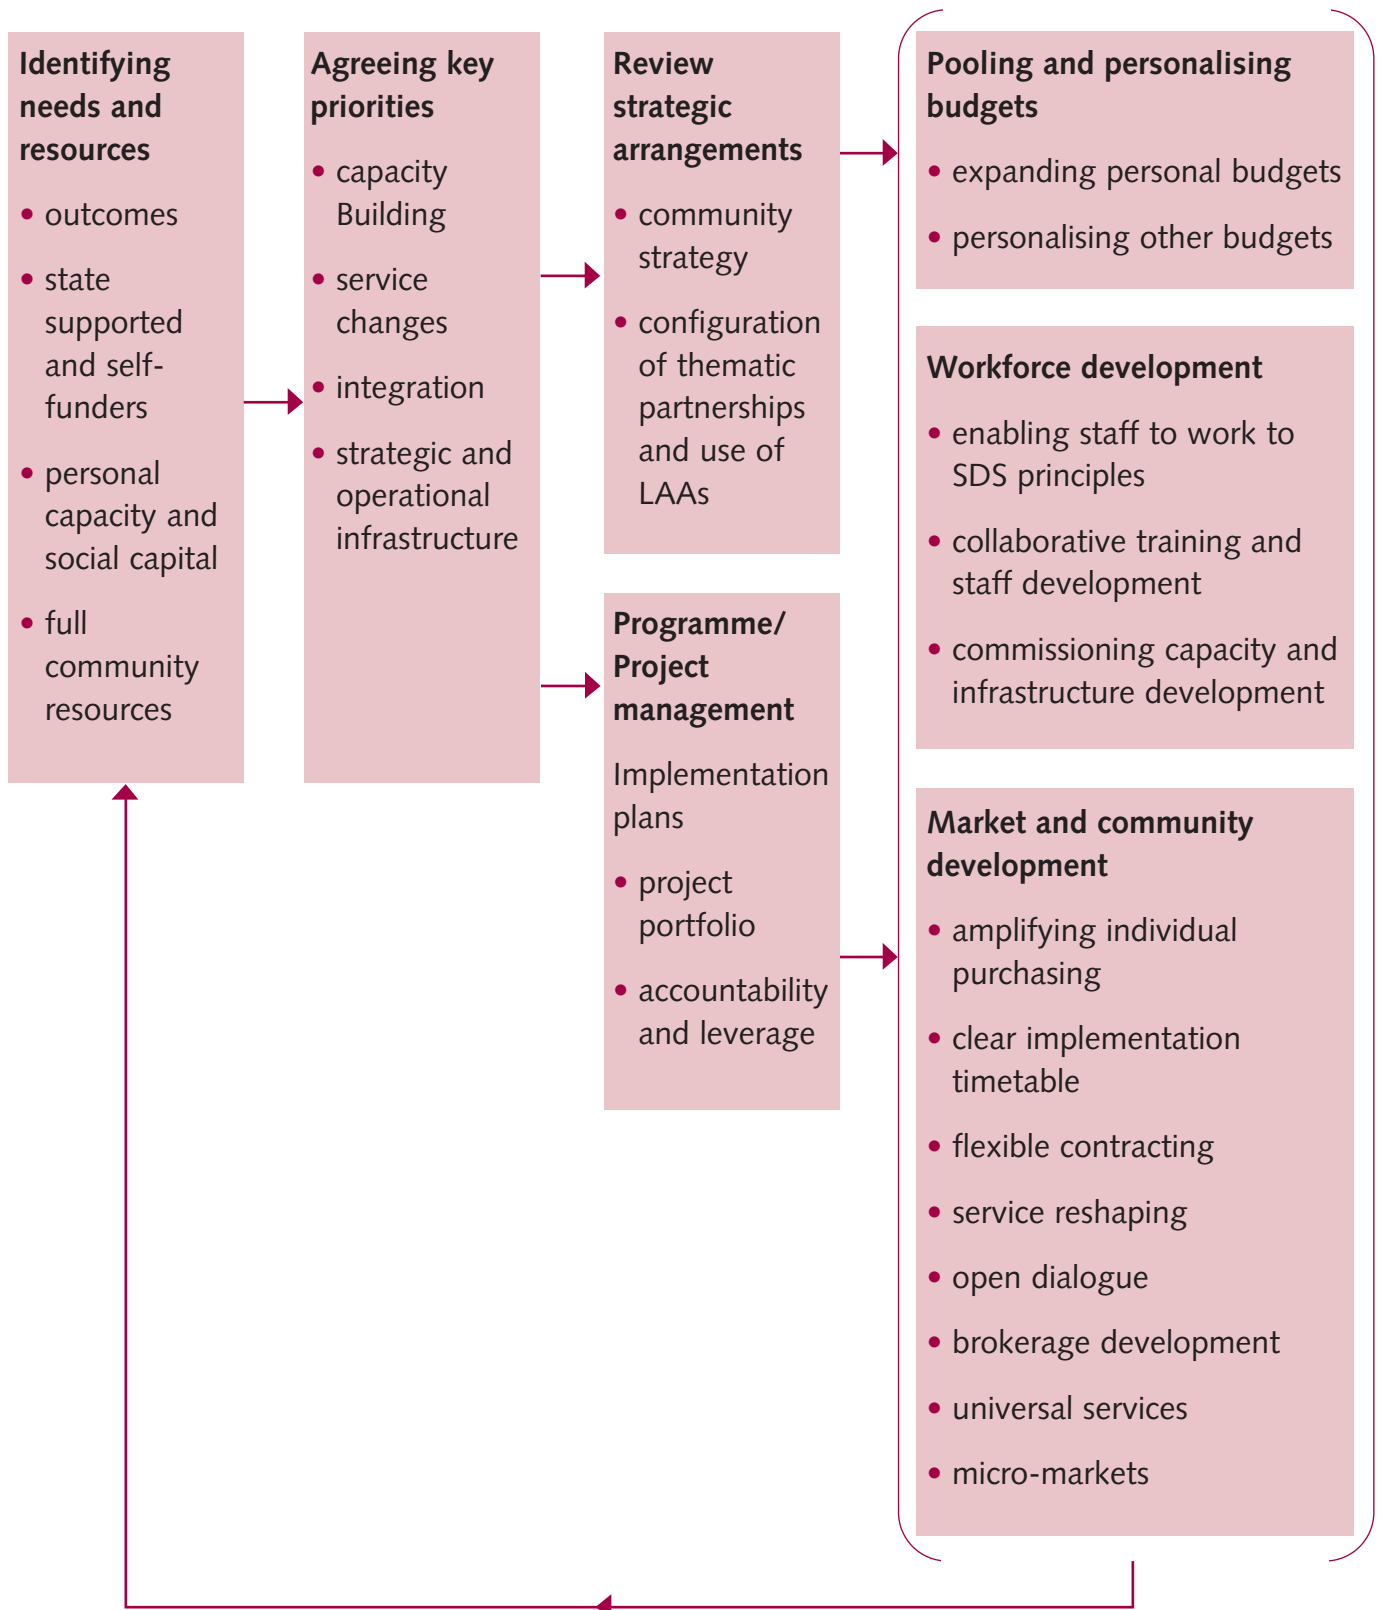 Identifying
needs and
resources
• outcomes
• state
supported
and self-
funders
• personal
capacity and
social capital
• full
community
resources
Agreeing key
priorities
• capacity
Building
• service
changes
• integration
• strategic and
operational
infrastructure
Review
strategic
arrangements
• community
strategy
• configuration
of thematic
partnerships
and use of
LAAs
Programme/
Project
management
Implementation
plans
• project
portfolio
• accountability
and leverage
Pooling and personalising
budgets
• expanding personal budgets
• personalising other budgets
Workforce development
• enabling staff to work to
SDS principles
• collaborative training and
staff development
• commissioning capacity and
infrastructure development
Market and community
development
• amplifying individual
purchasing
• clear implementation
timetable
• flexible contracting
• service reshaping
• open dialogue
• brokerage development
• universal services
• micro-markets